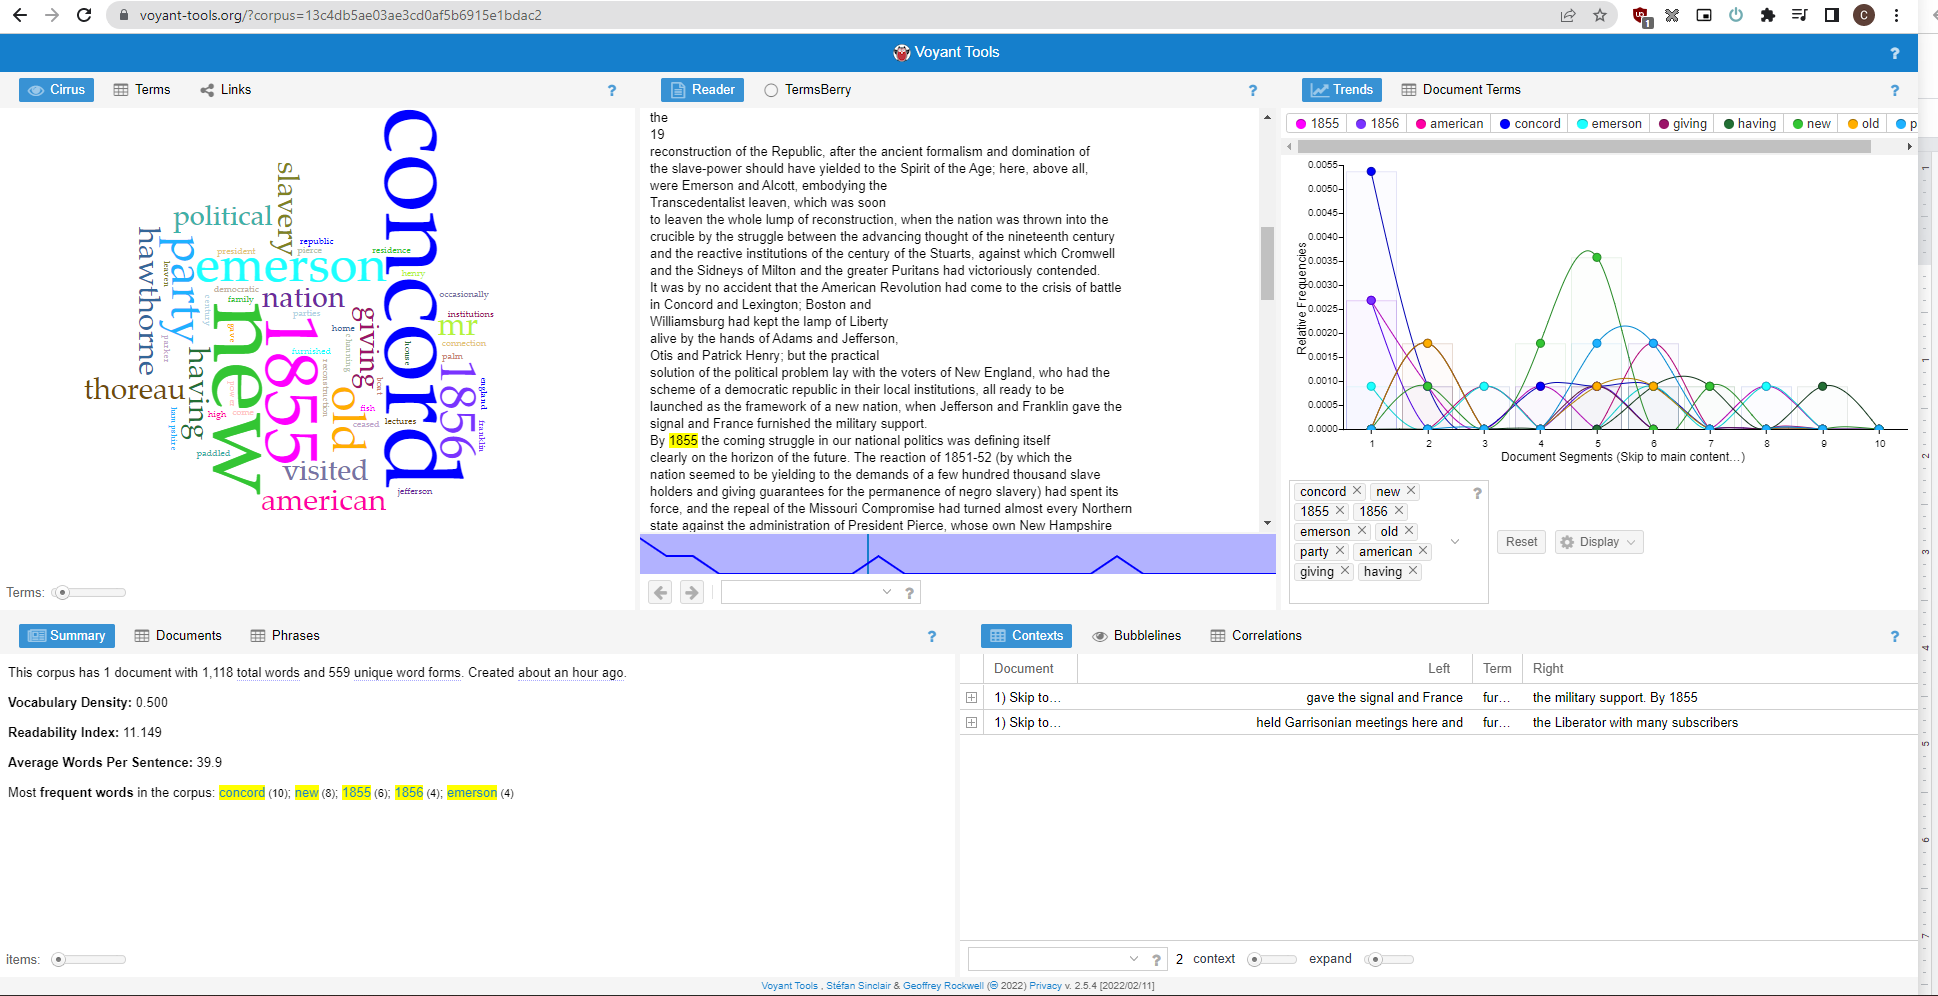 voyant-tools.org/?corpus=13c4db5ae03ae3cd0af5b6915e1bdac2
1
C
Voyant Tools
?
Cirrus Terms Links ?
concord
slavery
political
republic
president pierce residence
hawthorne
party
leaven
emerson
henry
democratic
nation
occasionally
century family
parties
institutions
new
1855
giving
home
mr
gave
parker
having
furnished
channing
house
connection
palm
reconstruction
thoreau
power
old
boat
1856
england
come
high
fish
hampshire
ceased lectures
franklin
paddled
visited
american
jefferson
Terms:
Reader TermsBerry ?
the
19
reconstruction of the Republic, after the ancient formalism and domination of
the slave-power should have yielded to the Spirit of the Age; here, above all,
were Emerson and Alcott, embodying the
Transcedentalist leaven, which was soon
to leaven the whole lump of reconstruction, when the nation was thrown into the
crucible by the struggle between the advancing thought of the nineteenth century
and the reactive institutions of the century of the Stuarts, against which Cromwell
and the Sidneys of Milton and the greater Puritans had victoriously contended.
It was by no accident that the American Revolution had come to the crisis of battle
in Concord and Lexington; Boston and
Williamsburg had kept the lamp of Liberty
alive by the hands of Adams and Jefferson,
Otis and Patrick Henry; but the practical
solution of the political problem lay with the voters of New England, who had the
scheme of a democratic republic in their local institutions, all ready to be
launched as the framework of a new nation, when Jefferson and Franklin gave the
signal and France furnished the military support.
By 1855 the coming struggle in our national politics was defining itself
clearly on the horizon of the future. The reaction of 1851-52 (by which the
nation seemed to be yielding to the demands of a few hundred thousand slave
holders and giving guarantees for the permanence of negro slavery) had spent its
force, and the repeal of the Missouri Compromise had turned almost every Northern
state against the administration of President Pierce, whose own New Hampshire
?
Trends Document Terms ?
1855 1856 american concord emerson giving having new old p
0.0055
0.0050
0.0045
0.0040
0.0035
0.0030
0.0025
0.0020
0.0015
0.0010
0.0005
0.0000
Relative Frequencies
1 2 3 4 5 6 7 8 9 10
Document Segments (Skip to main content...)
concord × new × ?
1855 × 1856 ×
emerson × old ×
party × american ×
giving × having ×
Reset Display
Summary Documents Phrases ?
This corpus has 1 document with 1,118 total words and 559 unique word forms. Created about an hour ago.
Vocabulary Density: 0.500
Readability Index: 11.149
Average Words Per Sentence: 39.9
Most frequent words in the corpus: concord (10); new (8); 1855 (6); 1856 (4); emerson (4)
items:
Contexts Bubblelines Correlations ?
Document Left Term Right
1) Skip to... gave the signal and France fur... the military support. By 1855
1) Skip to... held Garrisonian meetings here and fur... the Liberator with many subscribers
? 2 context expand
Voyant Tools , Stéfan Sinclair & Geoffrey Rockwell (© 2022) Privacy v. 2.5.4 [2022/02/11]
1
1
2
3
4
5
6
7